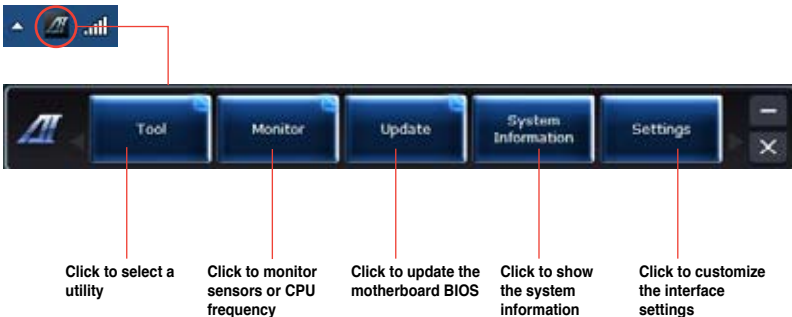 Tool
Monitor
Update
System
Information
Settings
Click to select a
utility
Click to monitor
sensors or CPU
frequency
Click to update the
motherboard BIOS
Click to show
the system
information
Click to customize
the interface
settings